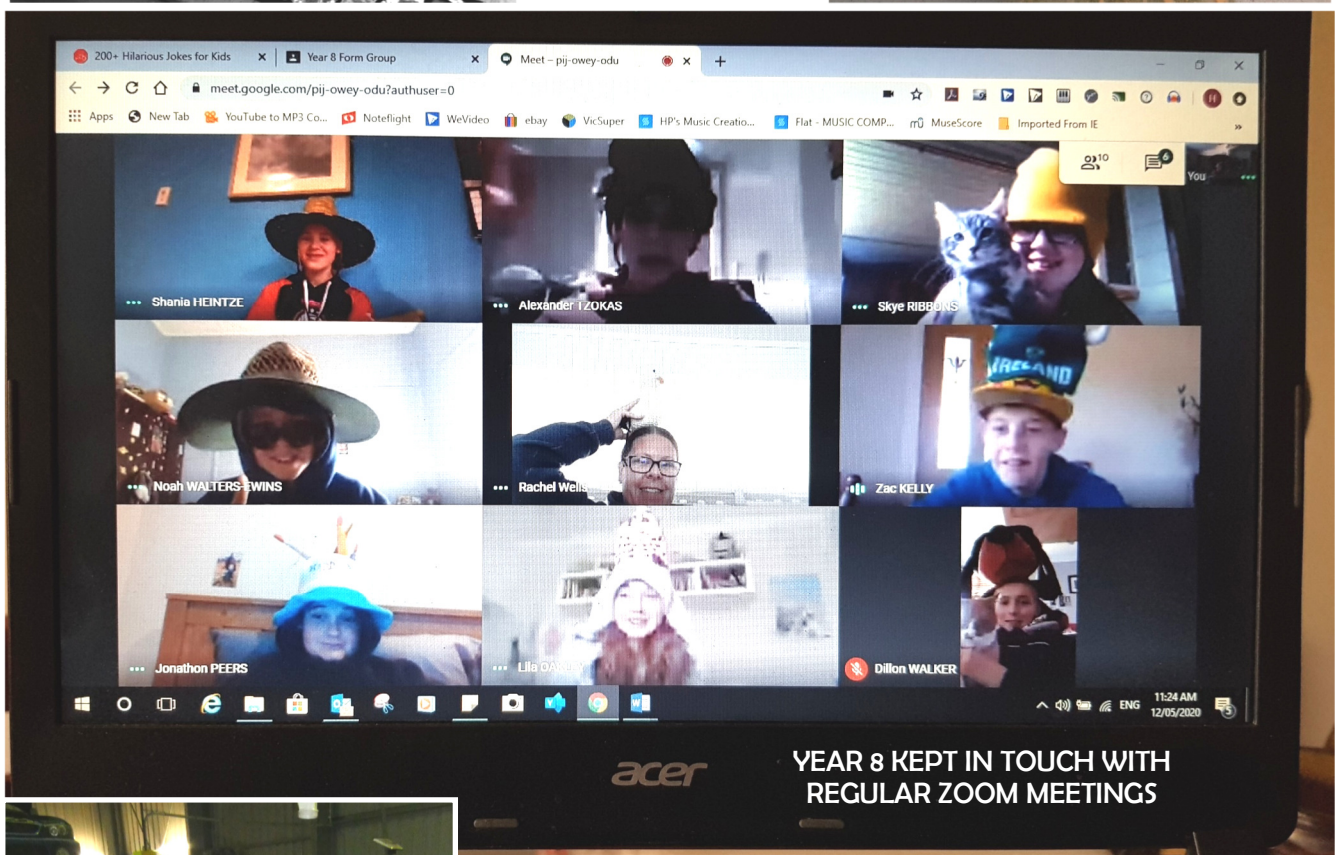 200+ Hilarious Jokes for Kids
Year 8 Form Group
Meet – pij-owey-odu
meet.google.com/pij-owey-odu?authuser=0
Apps
New Tab
YouTube to MP3 Co...
Noteflight
WeVideo
ebay
VicSuper
HP's Music Creatio...
Flat - MUSIC COMP...
MuseScore
Imported From IE
10
6
You
Shania HEINTZE
Alexander TZOKAS
Skye RIBBONS
IRELAND
Noah WALTERS-EWINS
Rachel Wells
Zac KELLY
Jonathon PEERS
Lila
Dillon WALKER
ENG
11:24 AM
12/05/2020
5
acer
YEAR 8 KEPT IN TOUCH WITH
REGULAR ZOOM MEETINGS